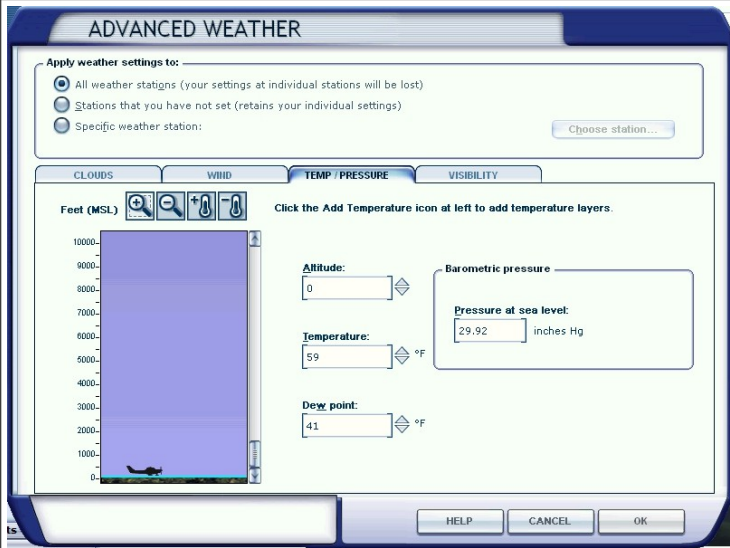 ADVANCED WEATHER
Apply weather settings to:
All weather stations (your settings at individual stations will be lost)
Stations that you have not set (retains your individual settings)
Specific weather station:
Choose station...
CLOUDS WIND TEMP / PRESSURE VISIBILITY
Feet (MSL)
Click the Add Temperature icon at left to add temperature layers.
10000
9000
8000
7000
6000
5000
4000
3000
2000
1000
0
Altitude:
0
Temperature:
59 °F
Dew point:
41 °F
Barometric pressure
Pressure at sea level:
29.92 inches Hg
ts
HELP CANCEL OK